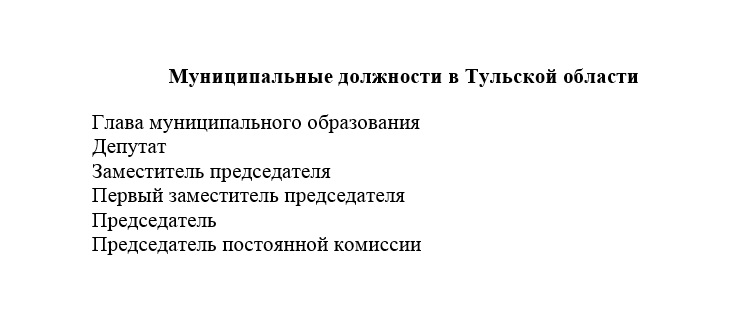 Муниципальные должности в Тульской области
Глава муниципального образования
Депутат
Заместитель председателя
Первый заместитель председателя
Председатель
Председатель постоянной комиссии